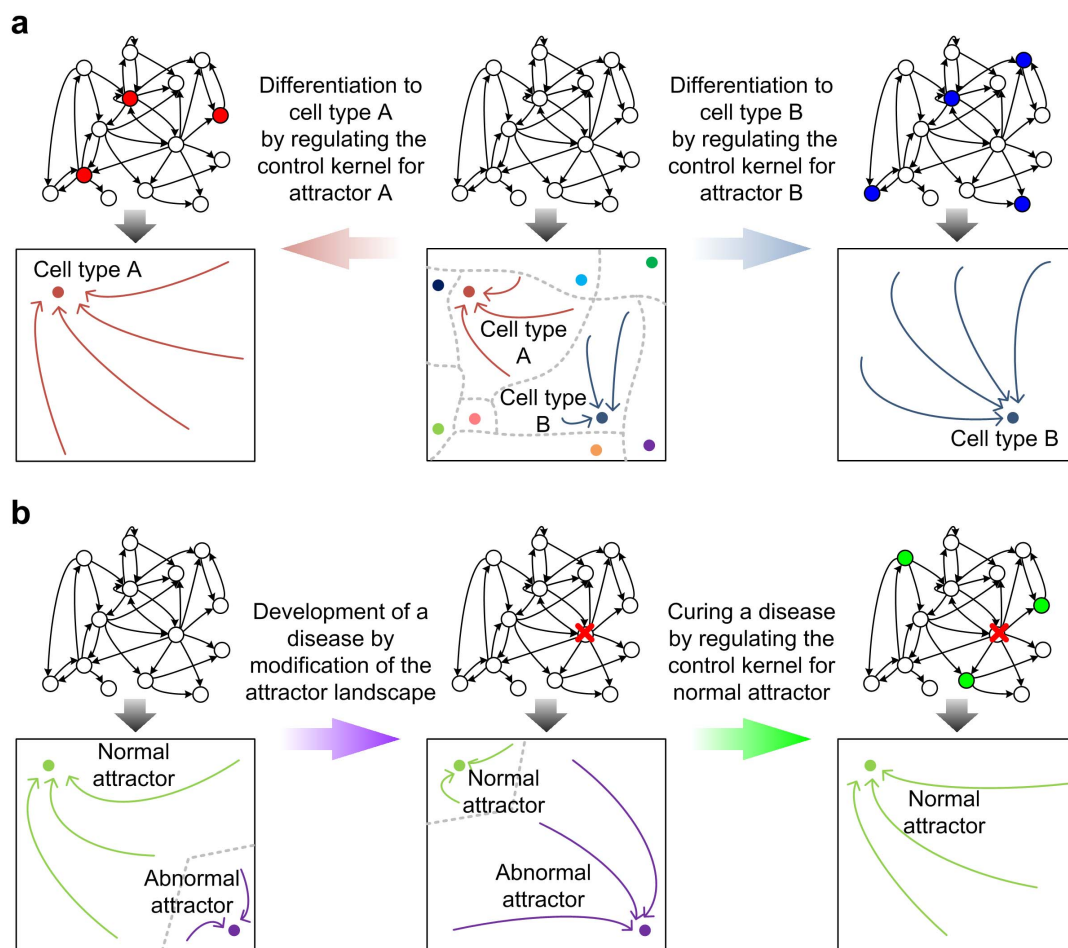 a
Differentiation to
cell type A
by regulating the
control kernel for
attractor A
Differentiation to
cell type B
by regulating the
control kernel for
attractor B
Cell type A
Cell type
A
Cell type
B
Cell type B
b
Development of a
disease by
modification of the
attractor landscape
Curing a disease
by regulating the
control kernel for
normal attractor
Normal
attractor
Abnormal
attractor
Normal
attractor
Abnormal
attractor
Normal
attractor